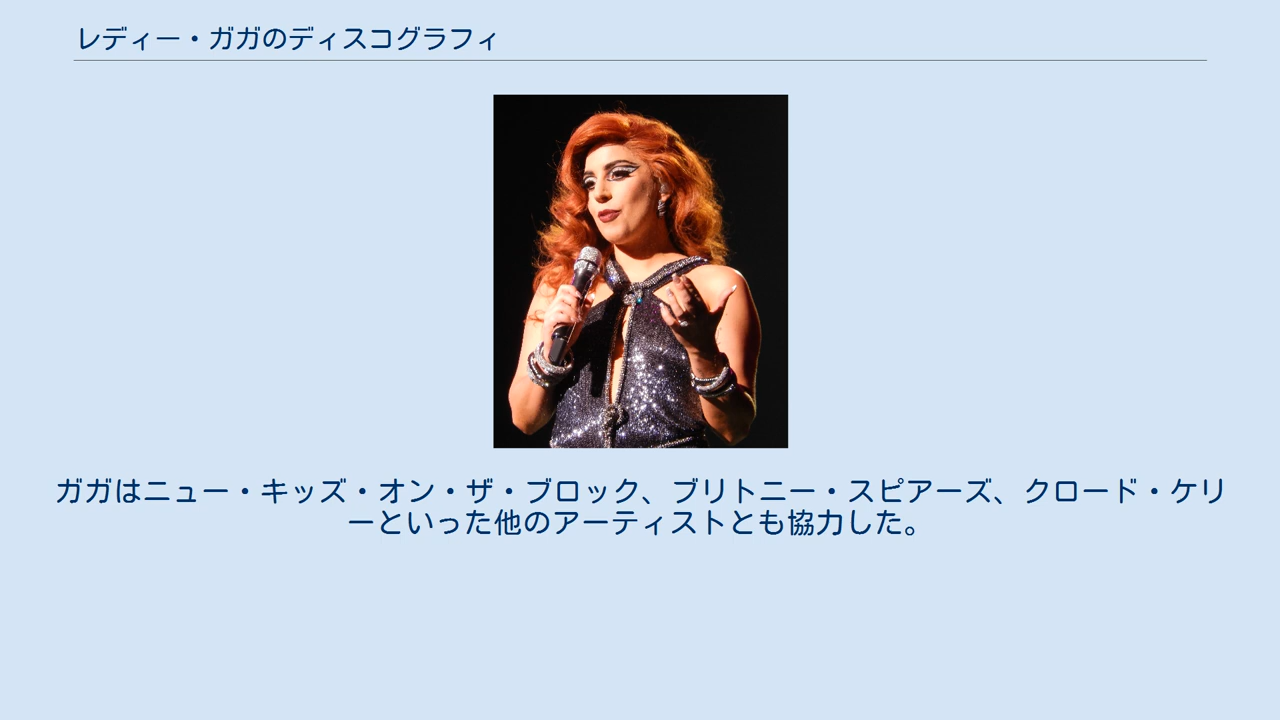 レディー・ガガのディスコグラフィ
ガガはニュー・キッズ・オン・ザ・ブロック、ブリトニー・スピアーズ、クロード・ケリ
ーといった他のアーティストとも協力した。